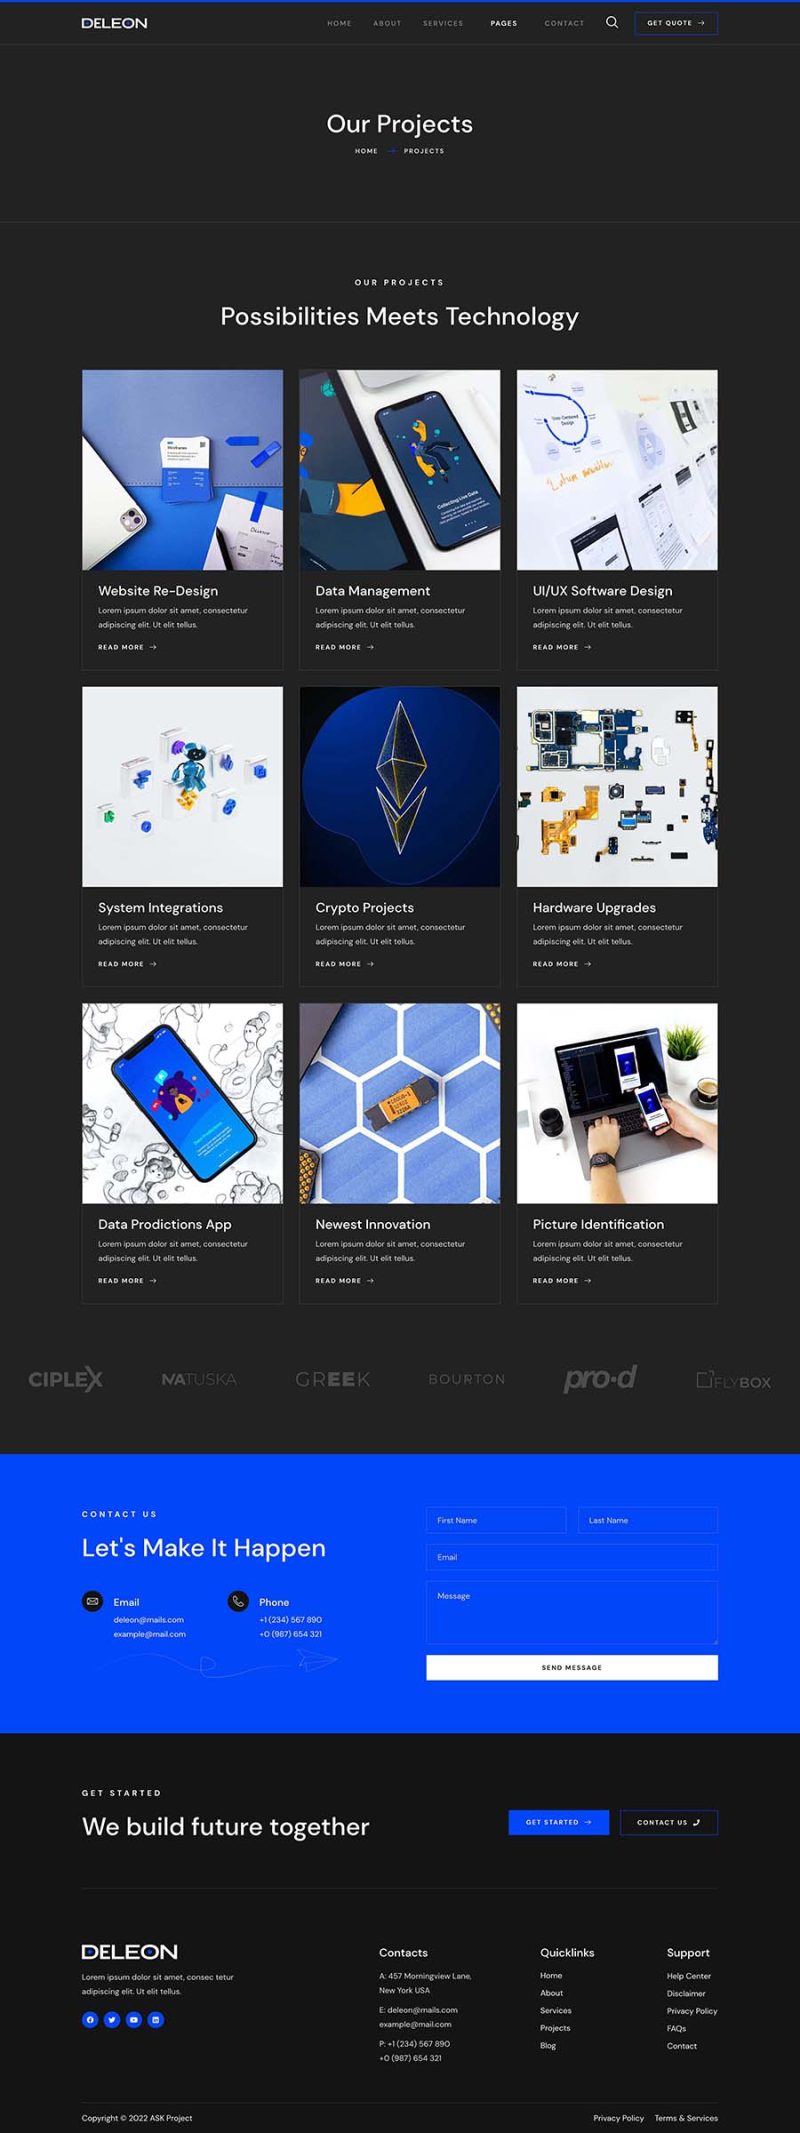 DELEON
HOME ABOUT SERVICES PAGES CONTACT GET QUOTE
Our Projects
HOME PROJECTS
OUR PROJECTS
Possibilities Meets Technology
User-Centered
Design
Wireframes
Collecting Live Data
Website Re-Design
Lorem ipsum dolor sit amet, consectetur
adipiscing elit. Ut elit tellus.
READ MORE
Data Management
Lorem ipsum dolor sit amet, consectetur
adipiscing elit. Ut elit tellus.
READ MORE
UI/UX Software Design
Lorem ipsum dolor sit amet, consectetur
adipiscing elit. Ut elit tellus.
READ MORE
System Integrations
Lorem ipsum dolor sit amet, consectetur
adipiscing elit. Ut elit tellus.
READ MORE
Crypto Projects
Lorem ipsum dolor sit amet, consectetur
adipiscing elit. Ut elit tellus.
READ MORE
Hardware Upgrades
Lorem ipsum dolor sit amet, consectetur
adipiscing elit. Ut elit tellus.
READ MORE
Data Prodictions App
Lorem ipsum dolor sit amet, consectetur
adipiscing elit. Ut elit tellus.
READ MORE
Newest Innovation
Lorem ipsum dolor sit amet, consectetur
adipiscing elit. Ut elit tellus.
READ MORE
Picture Identification
Lorem ipsum dolor sit amet, consectetur
adipiscing elit. Ut elit tellus.
READ MORE
CIPLEX NATUSKA GREEK BOURTON pro·d FLYBOX
CONTACT US
Let's Make It Happen
Email
deleon@mails.com
example@mail.com
Phone
+1 (234) 567 890
+0 (987) 654 321
First Name Last Name
Email
Message
SEND MESSAGE
GET STARTED
We build future together
GET STARTED CONTACT US
DELEON
Lorem ipsum dolor sit amet, consec tetur
adipiscing elit. Ut elit tellus.
Contacts
A: 457 Morningview Lane,
New York USA
E: deleon@mails.com
example@mail.com
P: +1 (234) 567 890
+0 (987) 654 321
Quicklinks
Home
About
Services
Projects
Blog
Support
Help Center
Disclaimer
Privacy Policy
FAQs
Contact
Copyright © 2022 ASK Project
Privacy Policy Terms & Services